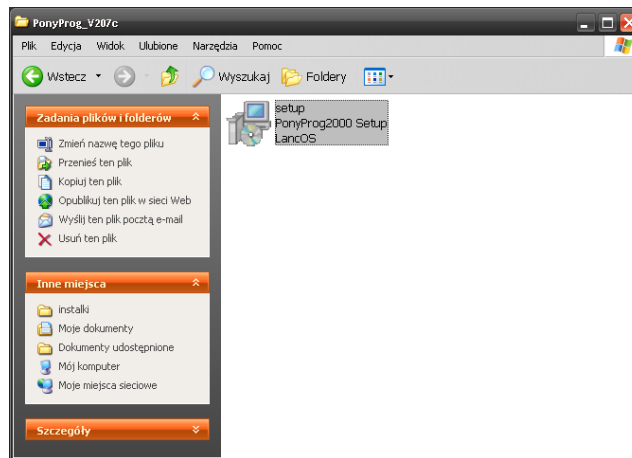 PonyProg_V207c
Plik Edycja Widok Ulubione Narzędzia Pomoc
Wstecz Wyszukaj Foldery
Zadania plików i folderów
Zmień nazwę tego pliku
Przenieś ten plik
Kopiuj ten plik
Opublikuj ten plik w sieci Web
Wyślij ten plik pocztą e-mail
Usuń ten plik
Inne miejsca
instalki
Moje dokumenty
Dokumenty udostępnione
Mój komputer
Moje miejsca sieciowe
Szczegóły
setup
PonyProg2000 Setup
LancOS